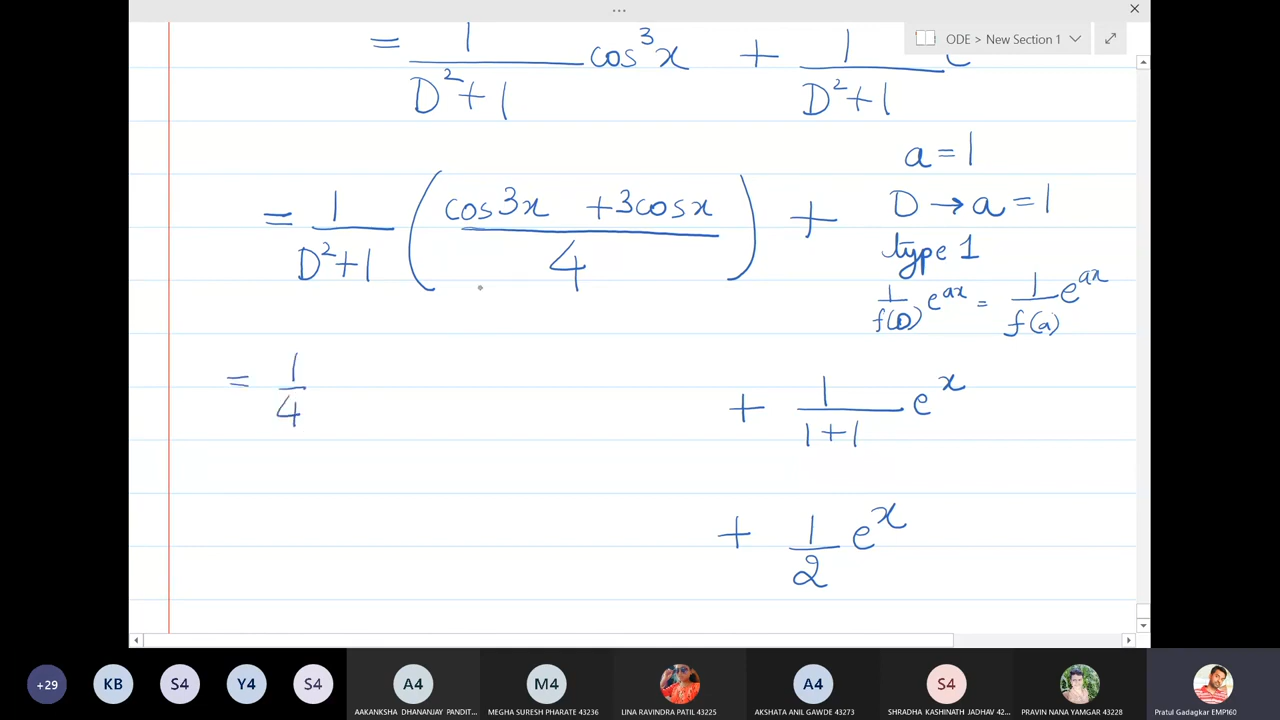 ...
ODE > New Section 1
= 1/(D²+1) cos³x + 1/(D²+1) e
a = 1
= 1/(D²+1) ( (cos3x + 3cosx)/4 ) + D → a = 1
type 1
1/f(D) e^{ax} = 1/f(a) e^{ax}
= 1/4 + 1/(1+1) e^x
+ 1/2 e^x
+29 KB S4 Y4 S4 A4 M4 A4 S4
AAKANKSHA DHANANJAY PANDIT... MEGHA SURESH PHARATE 43236 LINA RAVINDRA PATIL 43225 AKSHATA ANIL GAWDE 43273 SHRADHA KASHINATH JADHAV 42... PRAVIN NANA YAMGAR 43228 Pratul Gadagkar EMP160